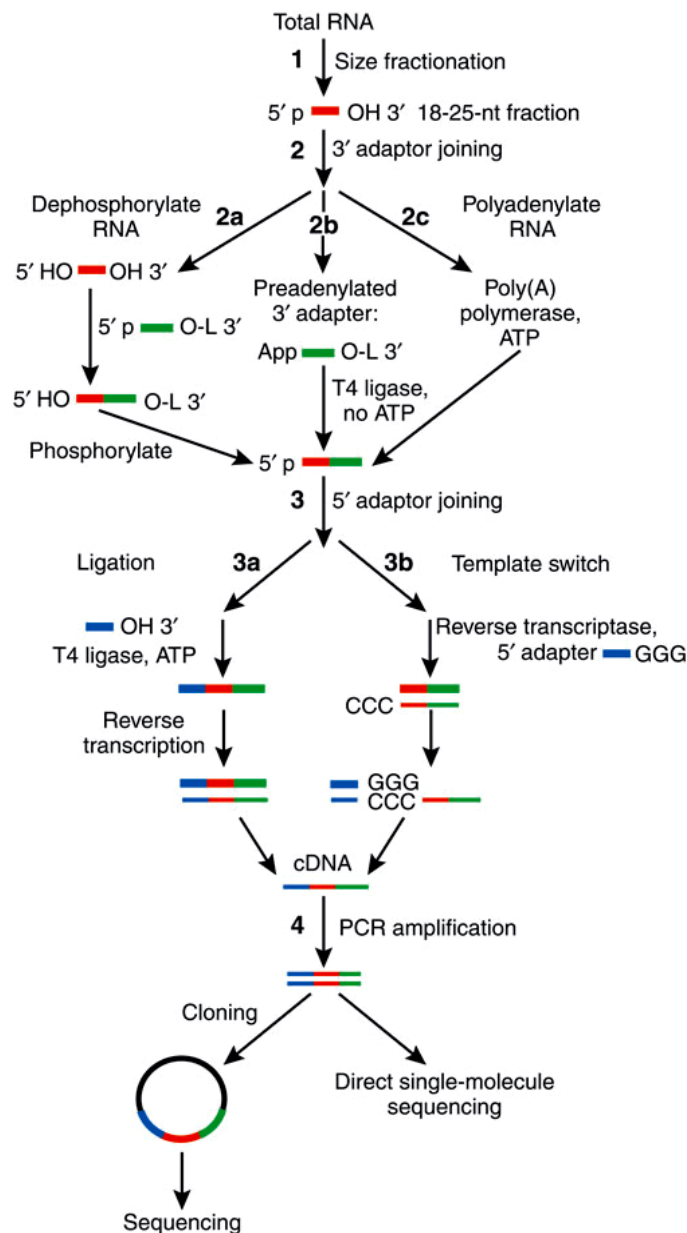 Total RNA
1 Size fractionation
5′ p OH 3′ 18-25-nt fraction
2 3′ adaptor joining
Dephosphorylate
RNA
2a
2b
2c
Polyadenylate
RNA
5′ HO OH 3′
5′ p O-L 3′
5′ HO O-L 3′
Phosphorylate
Preadenylated
3′ adapter:
App O-L 3′
T4 ligase,
no ATP
Poly(A)
polymerase,
ATP
5′ p
3 5′ adaptor joining
Ligation
3a
3b
Template switch
OH 3′
T4 ligase, ATP
Reverse
transcription
Reverse transcriptase,
5′ adapter GGG
CCC
GGG
CCC
cDNA
4 PCR amplification
Cloning
Direct single-molecule
sequencing
Sequencing